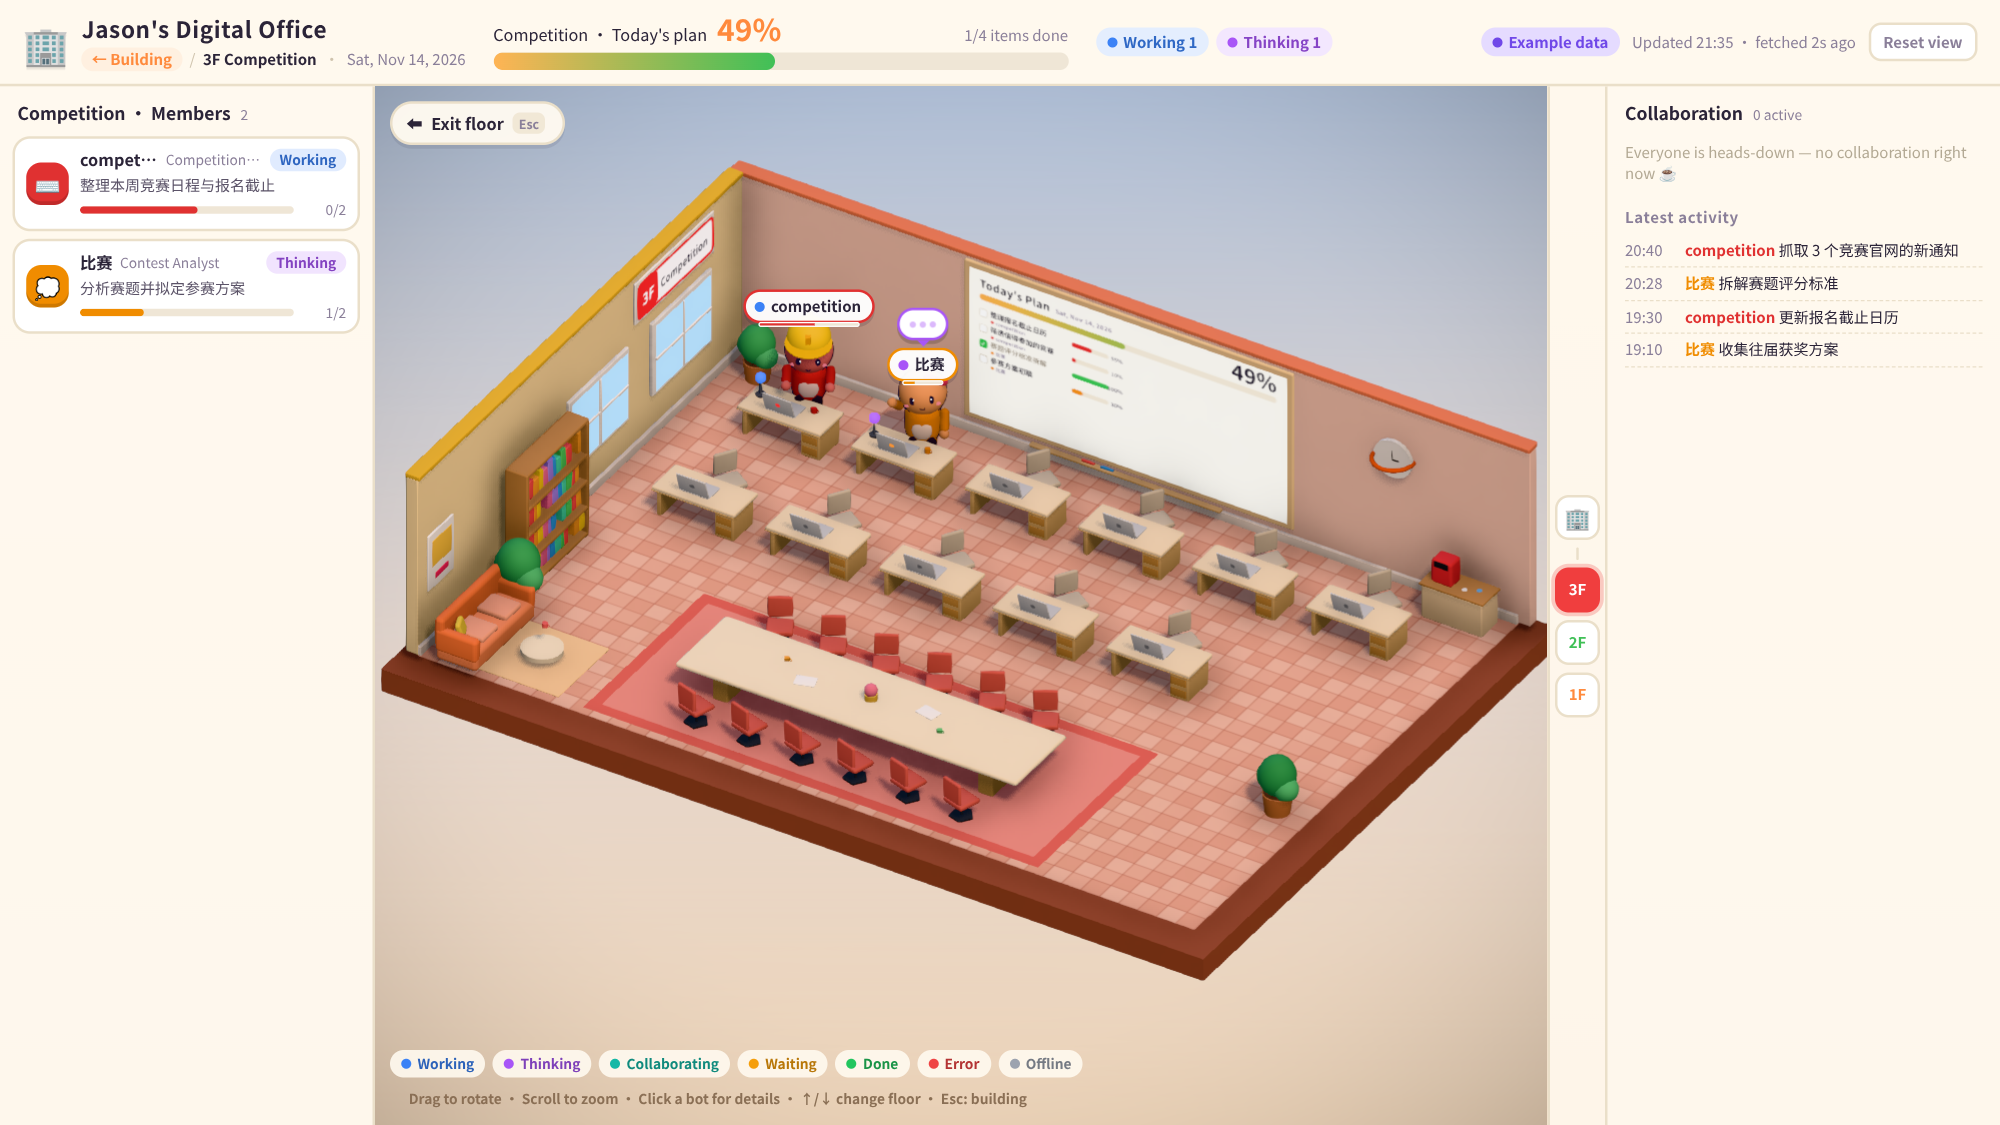 Jason's Digital Office
← Building / 3F Competition • Sat, Nov 14, 2026
Competition • Today's plan 49%
1/4 items done
Working 1
Thinking 1
Example data
Updated 21:35 • fetched 2s ago
Reset view
Competition • Members 2
compet··· Competition··· Working
整理本周竞赛日程与报名截止
0/2
比赛 Contest Analyst Thinking
分析赛题并拟定参赛方案
1/2
⬅ Exit floor Esc
3F Competition
competition
比赛
Today's Plan Sat, Nov 14, 2026
49%
3F
2F
1F
Collaboration 0 active
Everyone is heads-down — no collaboration right
now ☕
Latest activity
20:40 competition 抓取 3 个竞赛官网的新通知
20:28 比赛 拆解赛题评分标准
19:30 competition 更新报名截止日历
19:10 比赛 收集往届获奖方案
Working
Thinking
Collaborating
Waiting
Done
Error
Offline
Drag to rotate • Scroll to zoom • Click a bot for details • ↑/↓ change floor • Esc: building